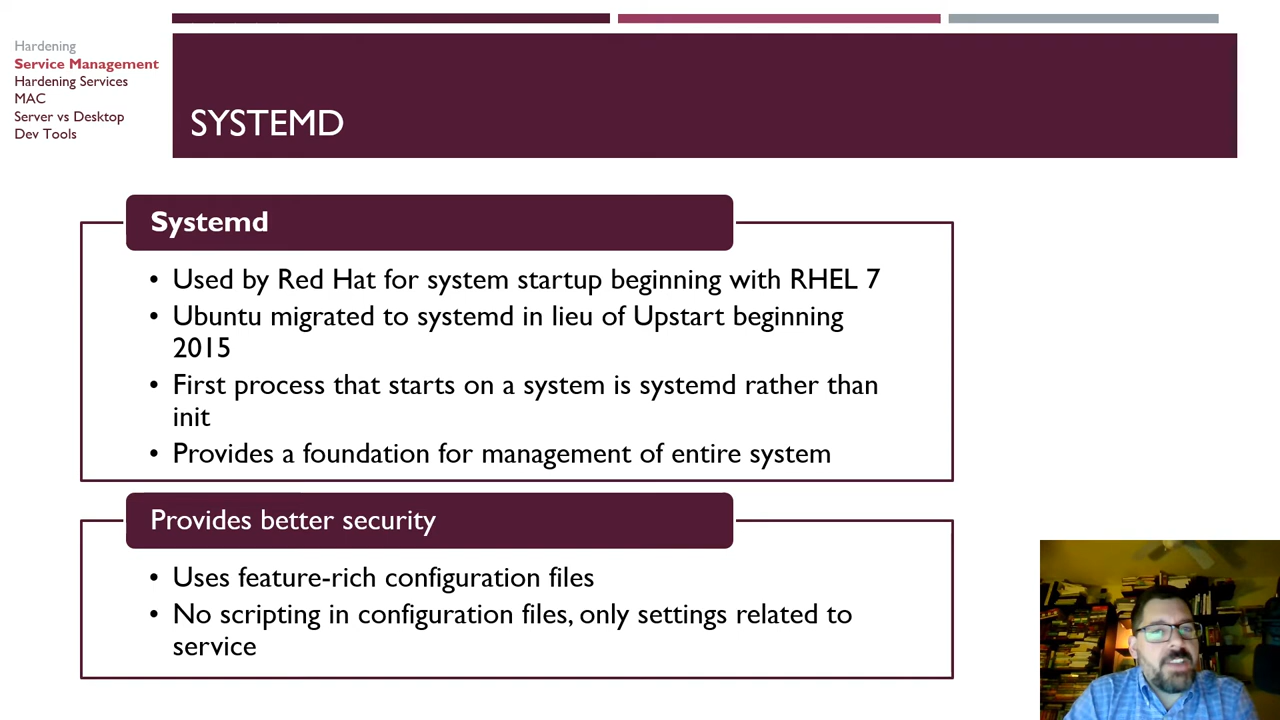 Hardening
Service Management
Hardening Services
MAC
Server vs Desktop
Dev Tools
SYSTEMD
Systemd
• Used by Red Hat for system startup beginning with RHEL 7
• Ubuntu migrated to systemd in lieu of Upstart beginning
2015
• First process that starts on a system is systemd rather than
init
• Provides a foundation for management of entire system
Provides better security
• Uses feature-rich configuration files
• No scripting in configuration files, only settings related to
service